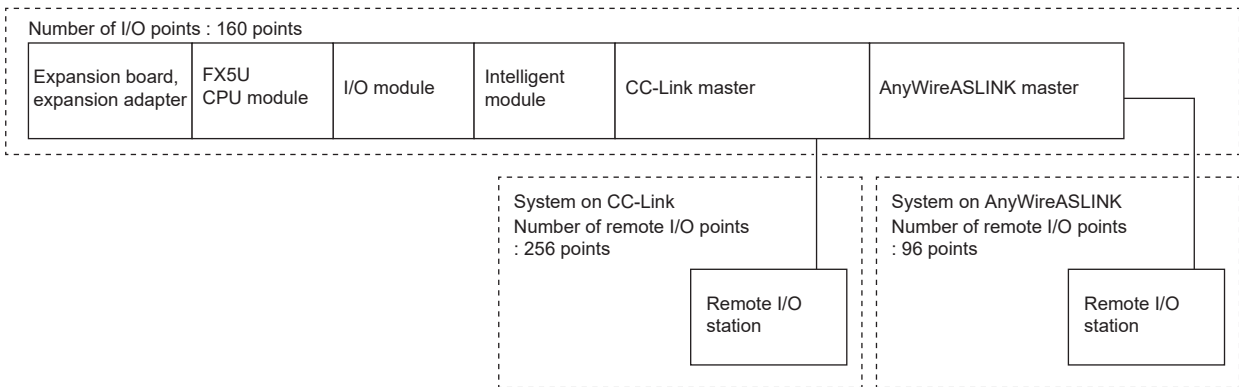 Number of I/O points : 160 points
Expansion board,
expansion adapter
FX5U
CPU module
I/O module
Intelligent
module
CC-Link master
AnyWireASLINK master
System on CC-Link
Number of remote I/O points
: 256 points
Remote I/O
station
System on AnyWireASLINK
Number of remote I/O points
: 96 points
Remote I/O
station